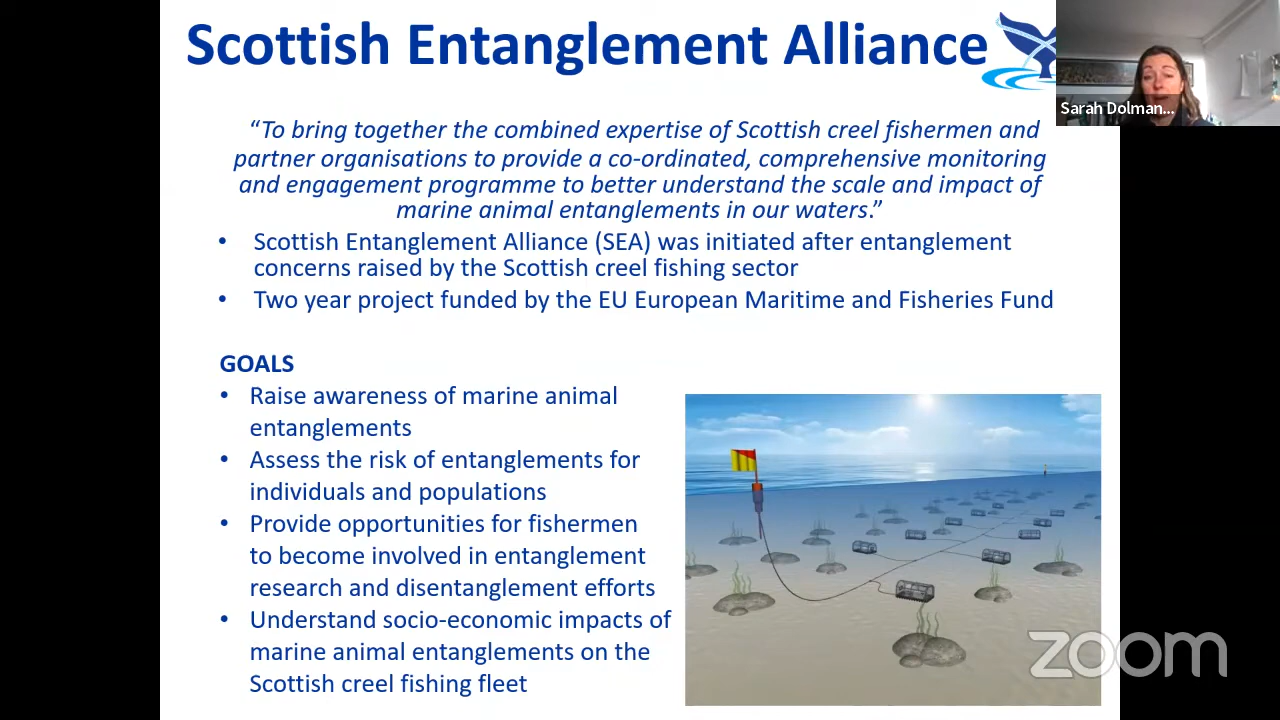 Scottish Entanglement Alliance
Sarah Dolman...
“To bring together the combined expertise of Scottish creel fishermen and
partner organisations to provide a co-ordinated, comprehensive monitoring
and engagement programme to better understand the scale and impact of
marine animal entanglements in our waters.”
• Scottish Entanglement Alliance (SEA) was initiated after entanglement
concerns raised by the Scottish creel fishing sector
• Two year project funded by the EU European Maritime and Fisheries Fund
GOALS
• Raise awareness of marine animal
entanglements
• Assess the risk of entanglements for
individuals and populations
• Provide opportunities for fishermen
to become involved in entanglement
research and disentanglement efforts
• Understand socio-economic impacts of
marine animal entanglements on the
Scottish creel fishing fleet
zoom